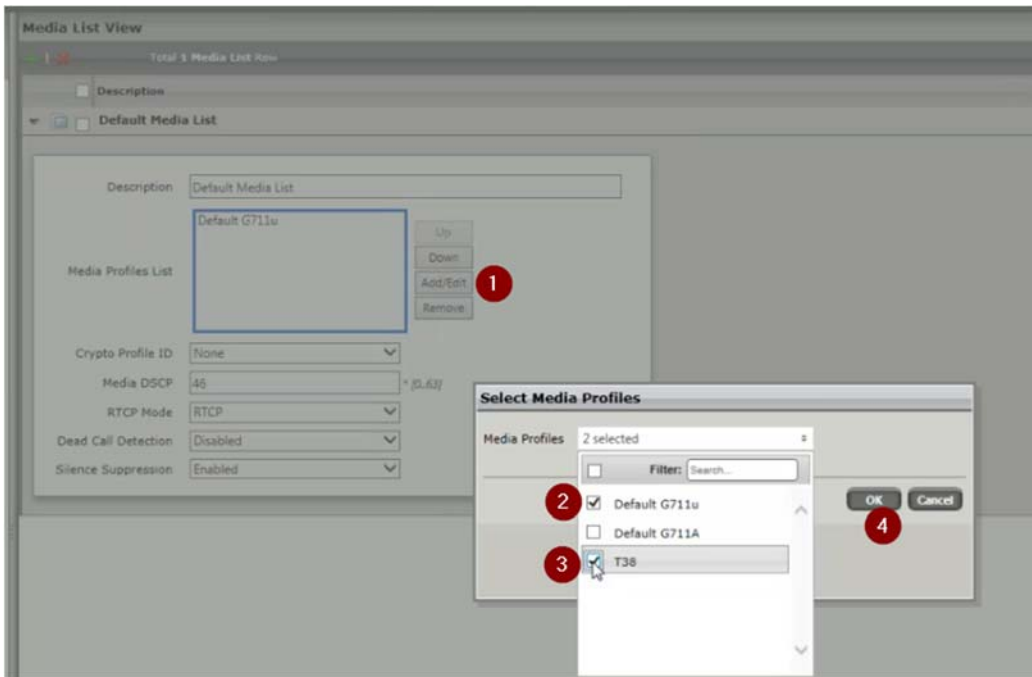 Media List View
Total 1 Media List Row
Description
Default Media List
Description Default Media List
Default G711u
Up
Down
Media Profiles List
Add/Edit 1
Remove
Crypto Profile ID None
Media DSCP 46 * [0..63]
RTCP Mode RTCP
Dead Call Detection Disabled
Silence Suppression Enabled
Select Media Profiles
Media Profiles 2 selected
Filter: Search...
2 Default G711u
OK Cancel
4
Default G711A
3 T38